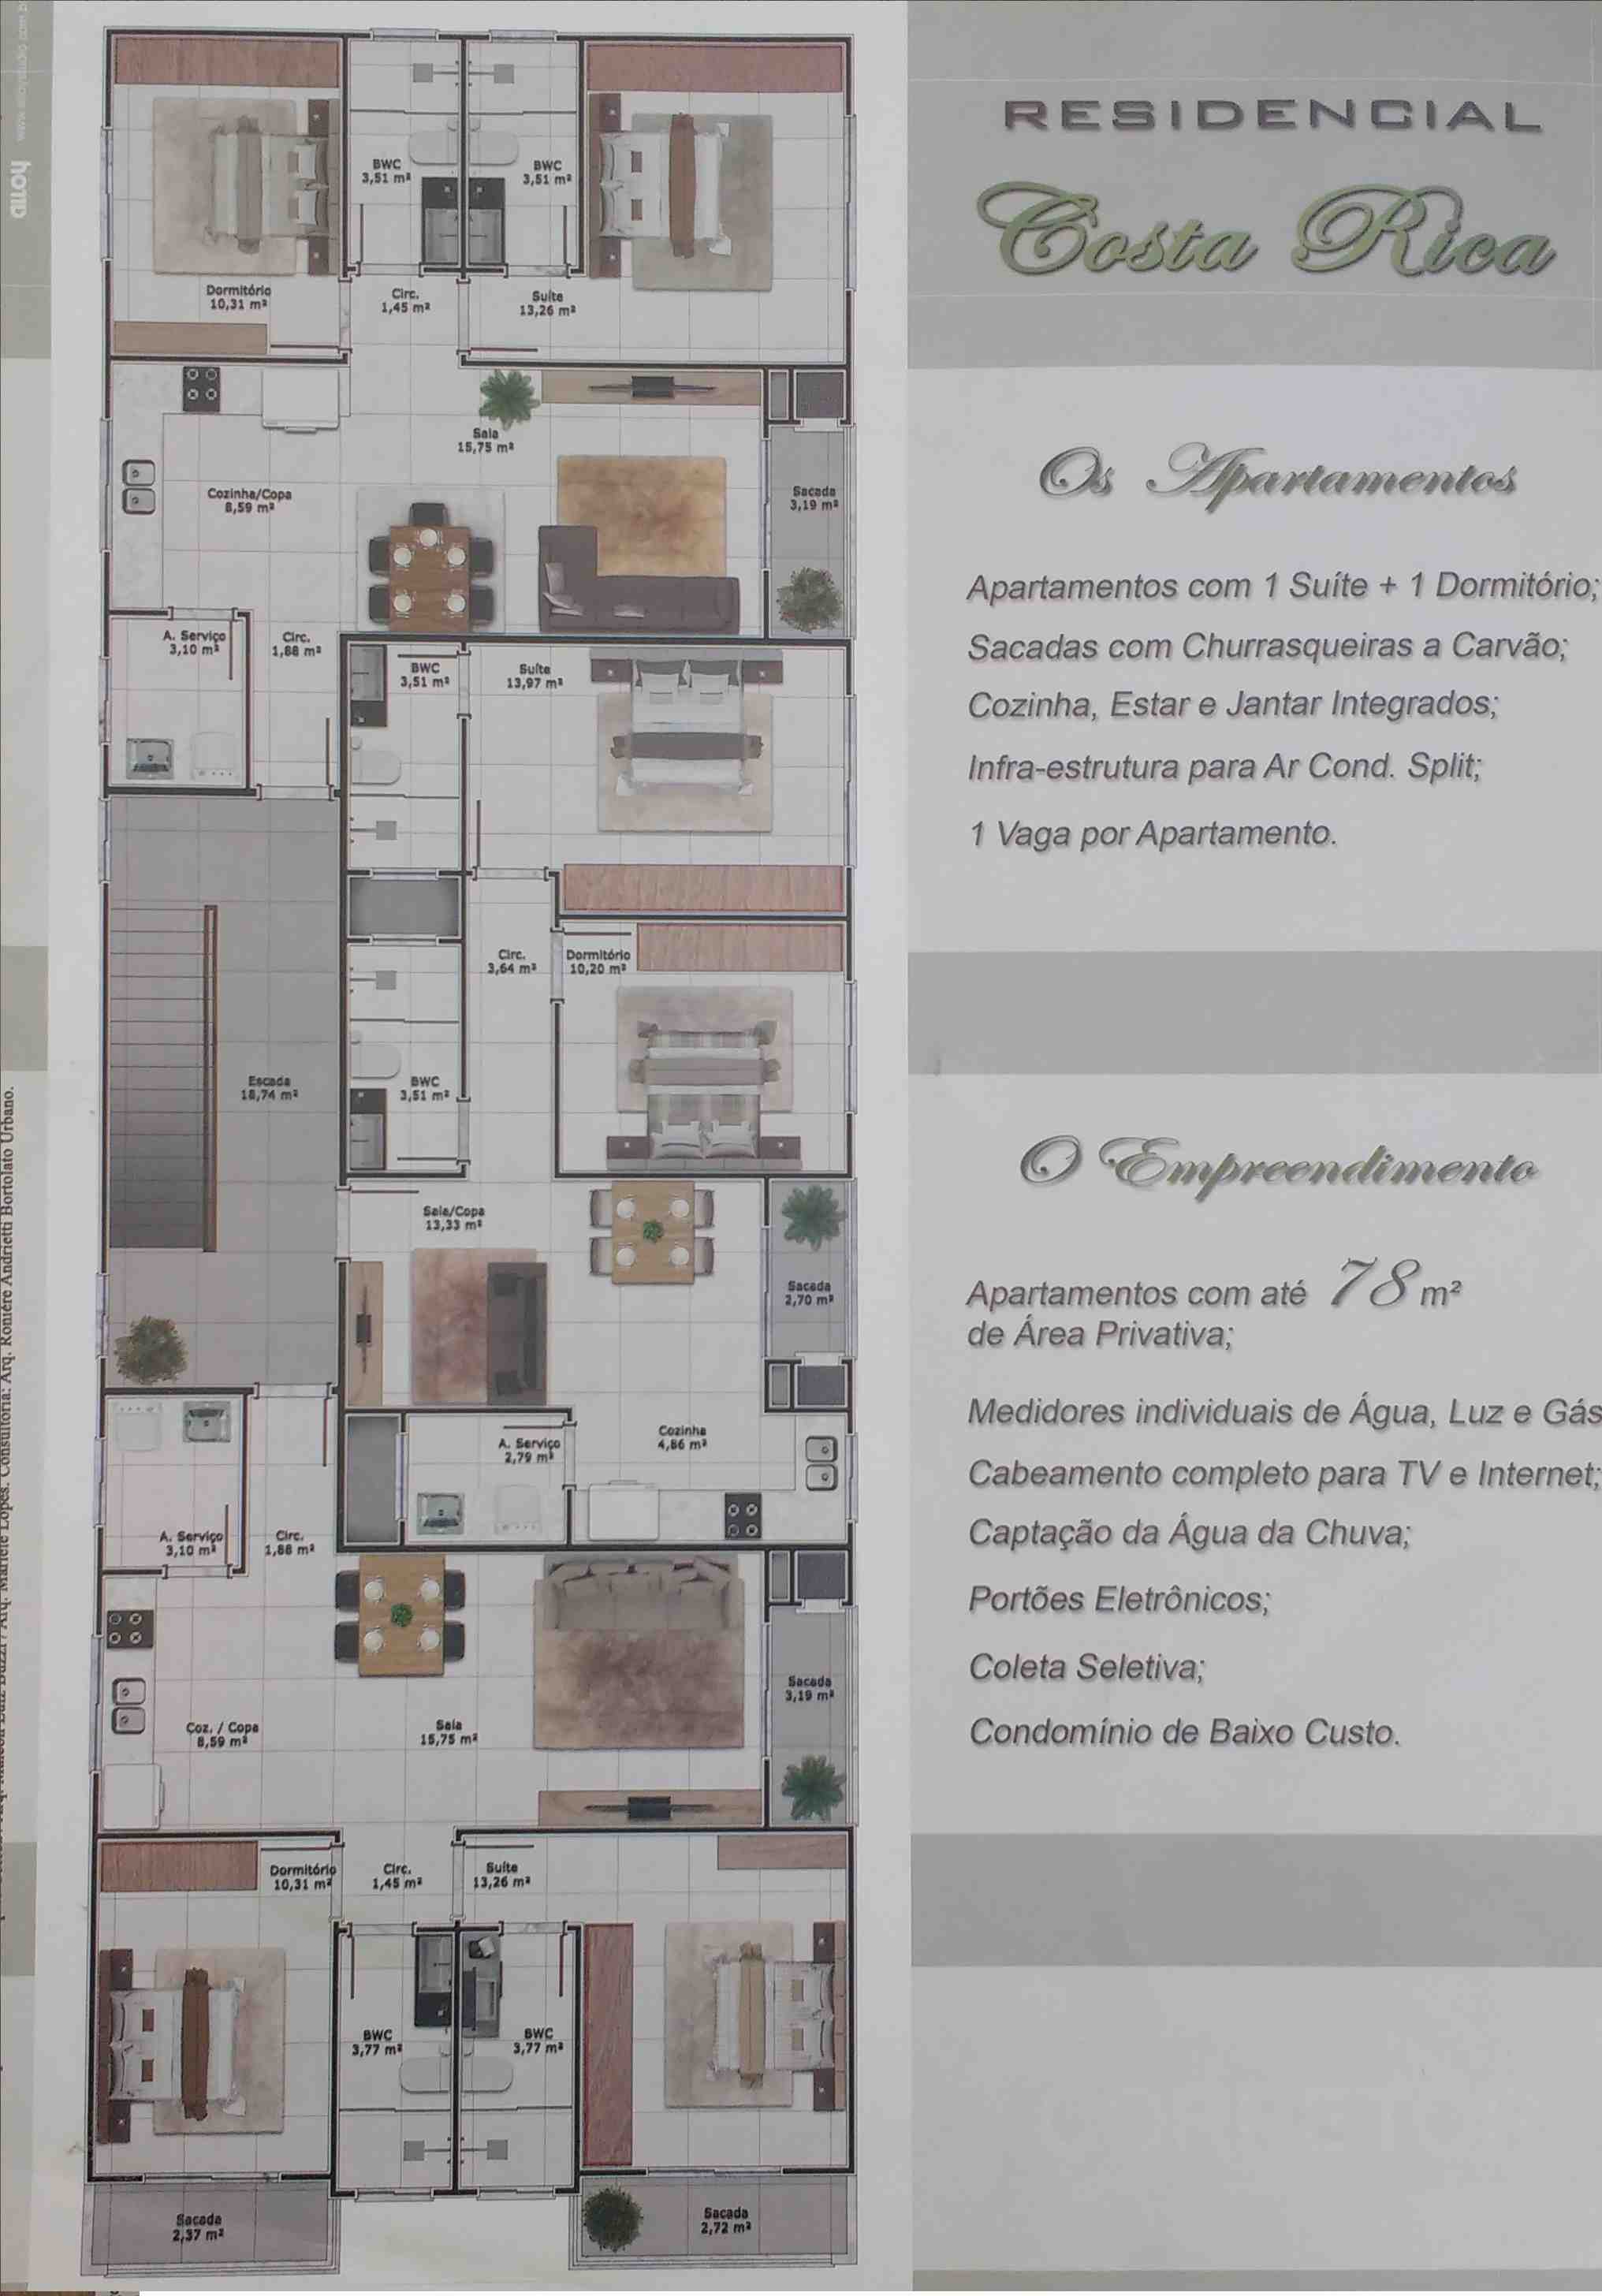 RESIDENCIAL
Costa Rica
Os Apartamentos
Apartamentos com 1 Suíte + 1 Dormitório;
Sacadas com Churrasqueiras a Carvão;
Cozinha, Estar e Jantar Integrados;
Infra-estrutura para Ar Cond. Split;
1 Vaga por Apartamento.
O Empreendimento
Apartamentos com até 78 m²
de Área Privativa;
Medidores individuais de Água, Luz e Gás
Cabeamento completo para TV e Internet;
Captação da Água da Chuva;
Portões Eletrônicos;
Coleta Seletiva;
Condomínio de Baixo Custo.
BWC
3,51 m²
BWC
3,51 m²
Dormitório
10,31 m²
Circ.
1,45 m²
Suíte
13,26 m²
Sala
15,75 m²
Cozinha/Copa
8,59 m²
Sacada
3,19 m²
A. Serviço
3,10 m²
Circ.
1,88 m²
BWC
3,51 m²
Suíte
13,97 m²
Circ.
3,64 m²
Dormitório
10,20 m²
Escada
18,74 m²
BWC
3,51 m²
Sala/Copa
13,33 m²
Sacada
2,70 m²
A. Serviço
2,79 m²
Cozinha
4,86 m²
A. Serviço
3,10 m²
Circ.
1,88 m²
Sacada
3,19 m²
Coz. / Copa
8,59 m²
Sala
15,75 m²
Dormitório
10,31 m²
Circ.
1,45 m²
Suíte
13,26 m²
BWC
3,77 m²
BWC
3,77 m²
Sacada
2,37 m²
Sacada
2,72 m²
Consultoria: Arq. Romére Andrietti Bortolato Urbano.